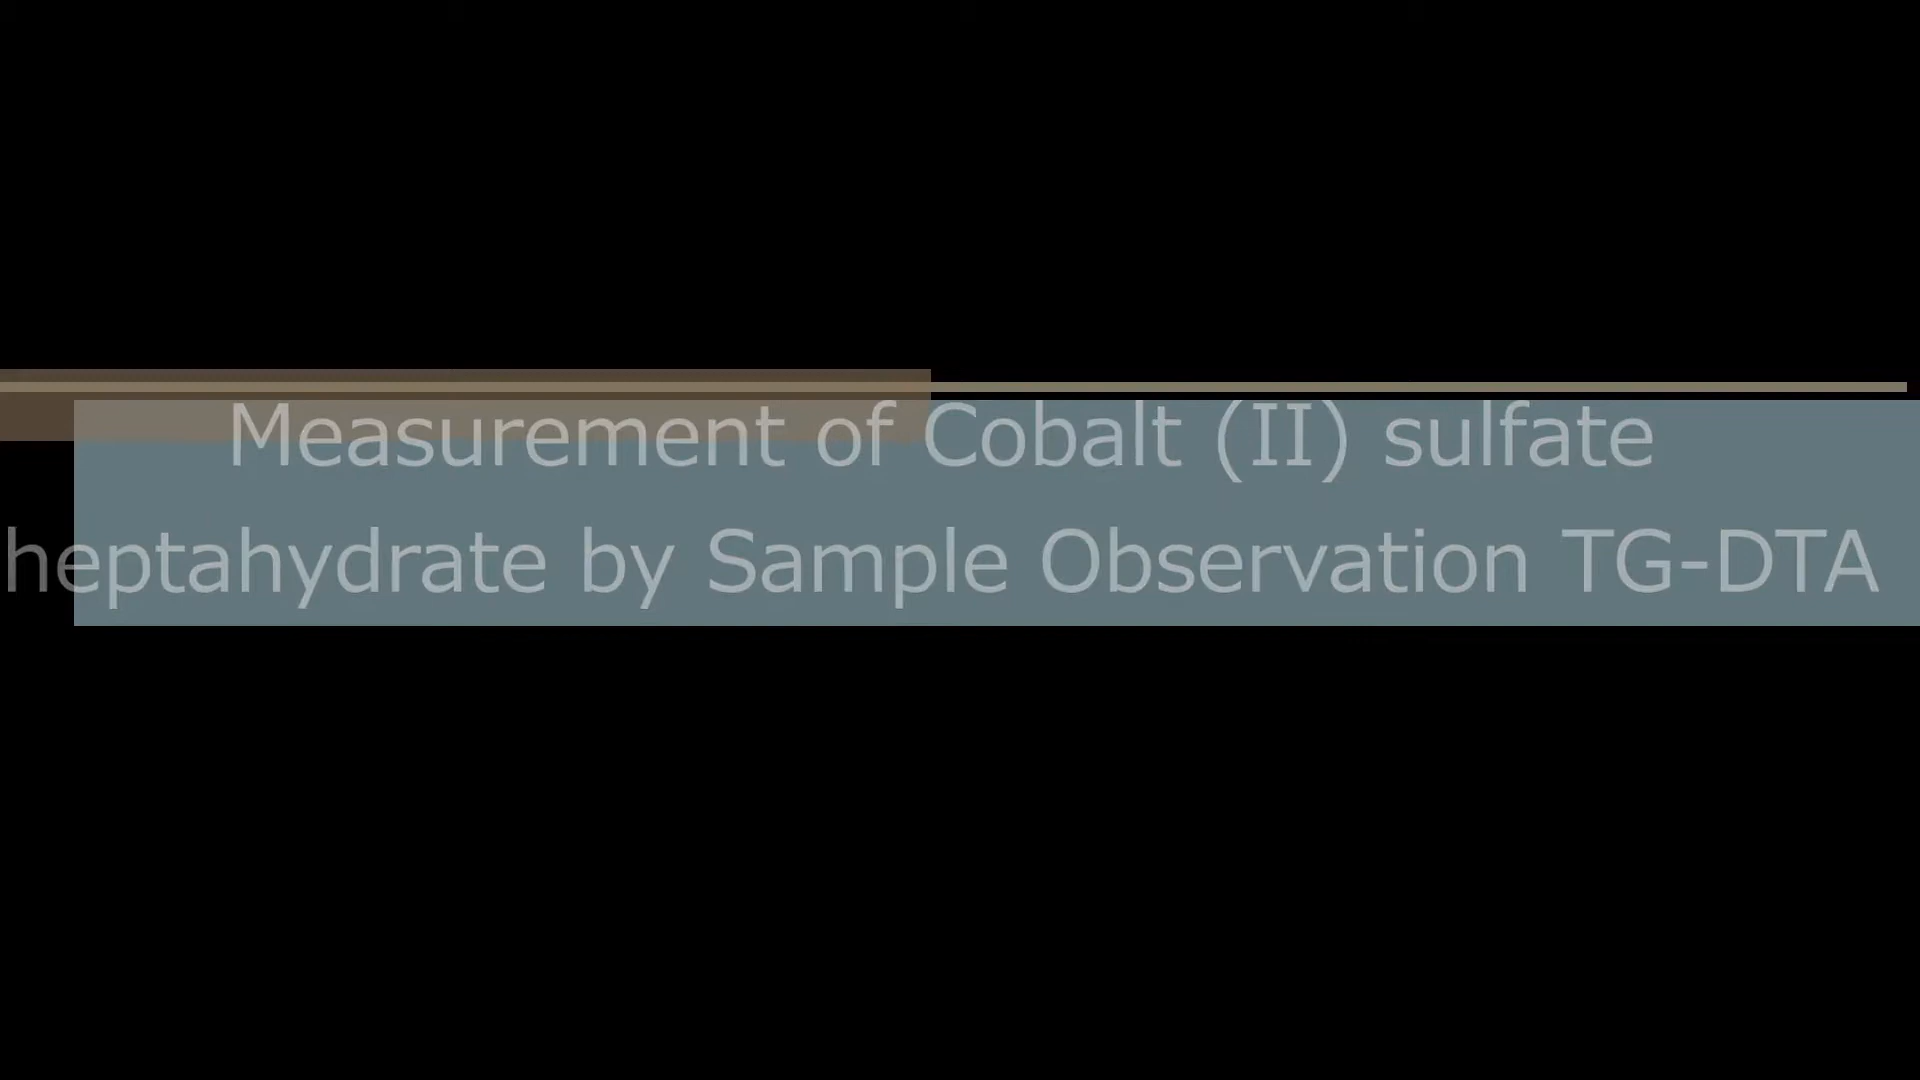 Measurement of Cobalt (II) sulfate
heptahydrate by Sample Observation TG-DTA